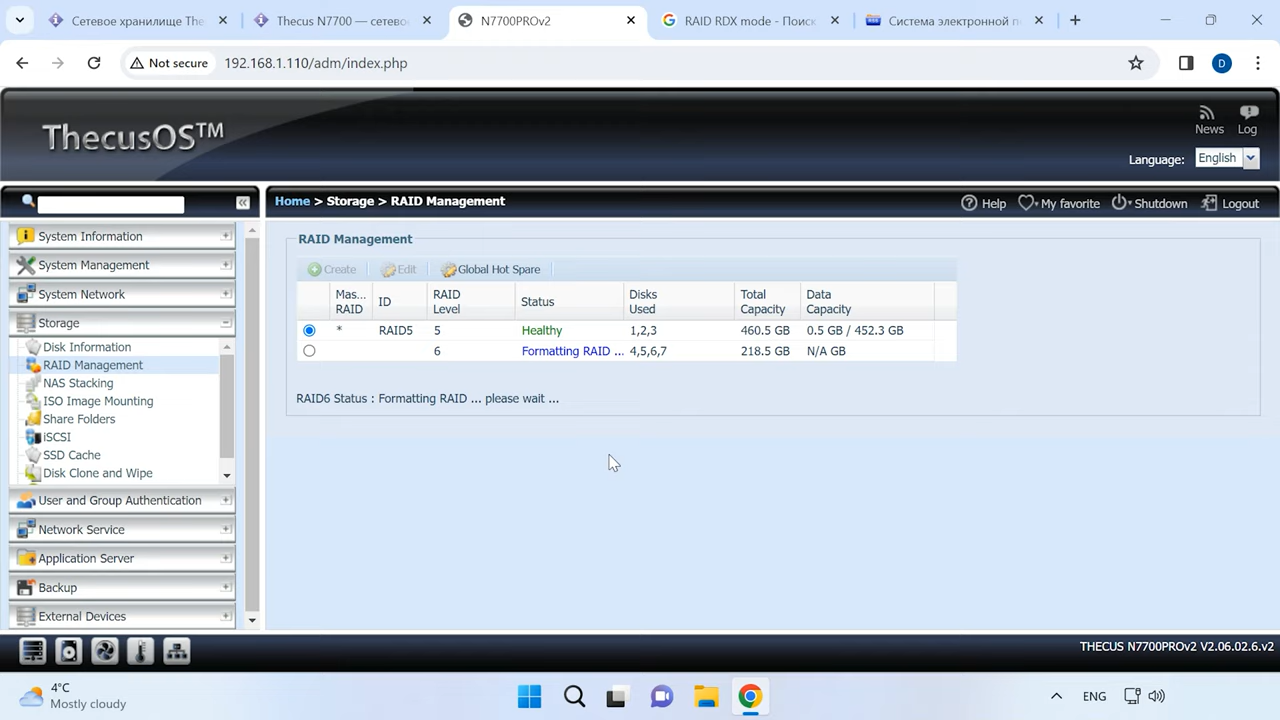 Сетевое хранилище The
Thecus N7700 — сетевое
N7700PROv2
RAID RDX mode - Поиск
Система электронной п
Not secure
192.168.1.110/adm/index.php
D
ThecusOS™
News
Log
Language:
English
Home > Storage > RAID Management
Help
My favorite
Shutdown
Logout
System Information
System Management
System Network
Storage
Disk Information
RAID Management
NAS Stacking
ISO Image Mounting
Share Folders
iSCSI
SSD Cache
Disk Clone and Wipe
User and Group Authentication
Network Service
Application Server
Backup
External Devices
RAID Management
Create
Edit
Global Hot Spare
Mas... RAID
ID
RAID Level
Status
Disks Used
Total Capacity
Data Capacity
* RAID5 5 Healthy 1,2,3 460.5 GB 0.5 GB / 452.3 GB
6 Formatting RAID ... 4,5,6,7 218.5 GB N/A GB
RAID6 Status : Formatting RAID ... please wait ...
THECUS N7700PROv2 V2.06.02.6.v2
4°C
Mostly cloudy
ENG